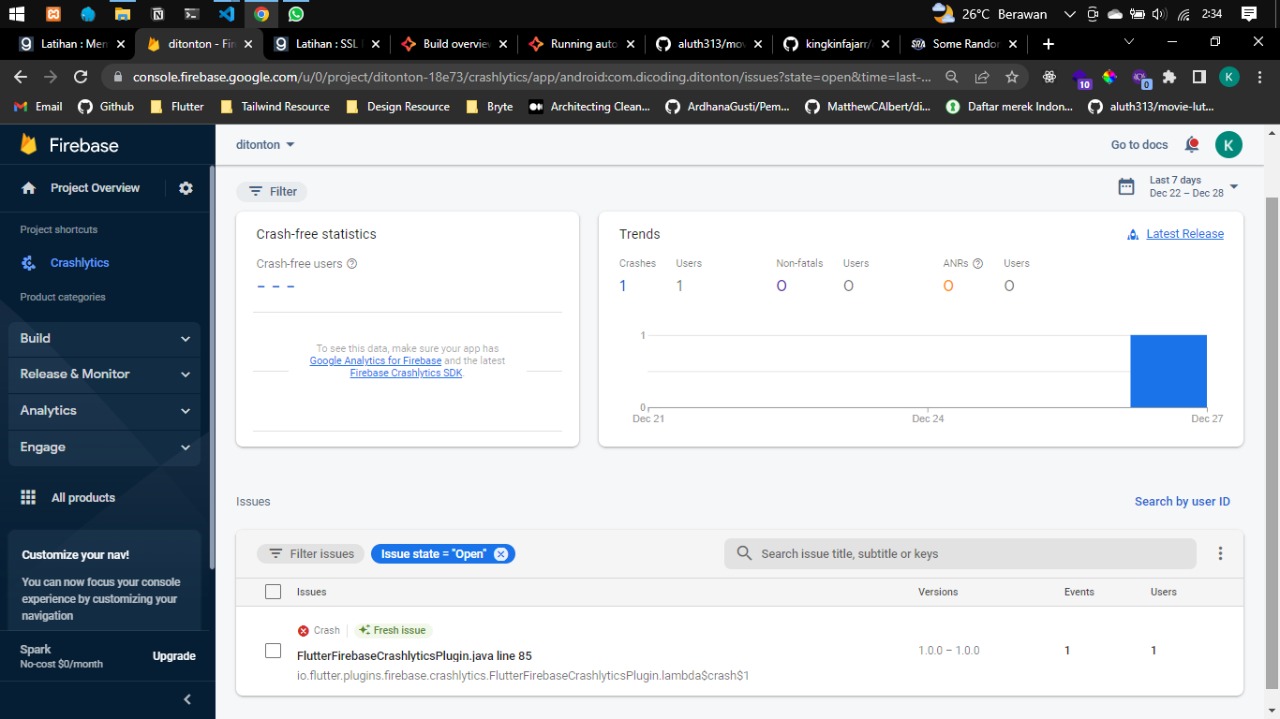 26°C Berawan
2:34
Latihan : Mem
ditonton - Fir
Latihan : SSL
Build overview
Running auto
aluth313/mov
kingkinfajarr/
Some Randor
console.firebase.google.com/u/0/project/ditonton-18e73/crashlytics/app/android:com.dicoding.ditonton/issues?state=open&time=last-...
10
0
K
Email
Github
Flutter
Tailwind Resource
Design Resource
Bryte
Architecting Clean...
ArdhanaGusti/Pem...
MatthewCAlbert/di...
Daftar merek Indon...
aluth313/movie-lut...
Firebase
Project Overview
Project shortcuts
Crashlytics
Product categories
Build
Release & Monitor
Analytics
Engage
All products
Customize your nav!
You can now focus your console
experience by customizing your
navigation
Spark
No-cost $0/month
Upgrade
ditonton
Go to docs
K
Filter
Last 7 days
Dec 22 – Dec 28
Crash-free statistics
Crash-free users
– – –
To see this data, make sure your app has
Google Analytics for Firebase and the latest
Firebase Crashlytics SDK
Trends
Latest Release
Crashes Users Non-fatals Users ANRs Users
1 1 0 0 0 0
1
0
Dec 21 Dec 24 Dec 27
Issues
Search by user ID
Filter issues
Issue state = "Open"
Search issue title, subtitle or keys
Issues Versions Events Users
Crash
Fresh issue
FlutterFirebaseCrashlyticsPlugin.java line 85
io.flutter.plugins.firebase.crashlytics.FlutterFirebaseCrashlyticsPlugin.lambda$crash$1
1.0.0 – 1.0.0
1
1